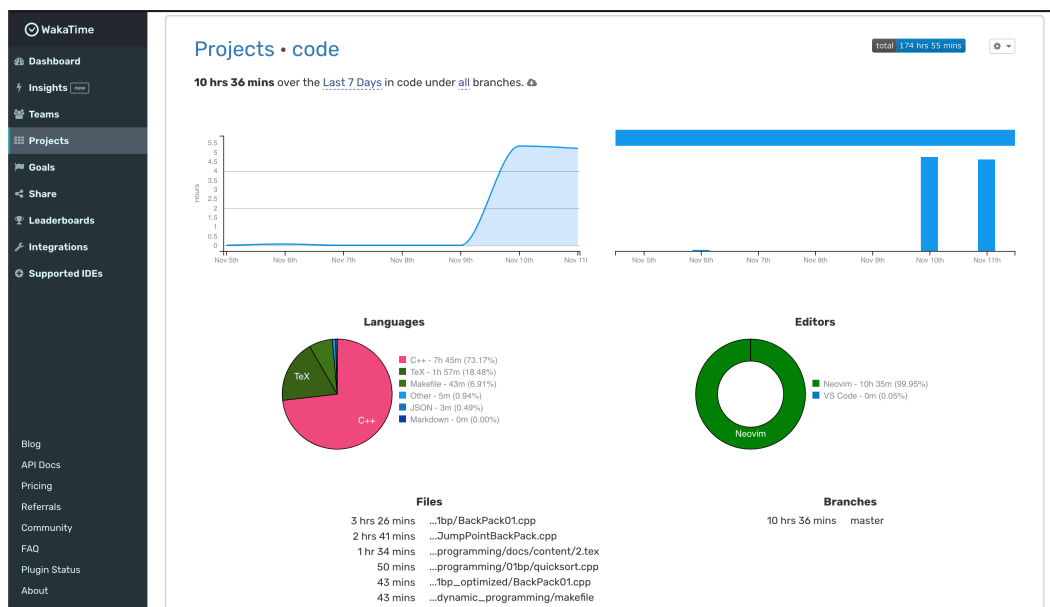 WakaTime
Dashboard
Insights new
Teams
Projects
Goals
Share
Leaderboards
Integrations
Supported IDEs
Blog
API Docs
Pricing
Referrals
Community
FAQ
Plugin Status
About
Projects • code
total 174 hrs 55 mins
10 hrs 36 mins over the Last 7 Days in code under all branches.
Hours
5.5
5
4.5
4
3.5
3
2.5
2
1.5
1
0.5
0
Nov 5th Nov 6th Nov 7th Nov 8th Nov 9th Nov 10th Nov 11th
Nov 5th Nov 6th Nov 7th Nov 8th Nov 9th Nov 10th Nov 11th
Languages
TeX
C++
C++ - 7h 45m (73.17%)
TeX - 1h 57m (18.48%)
Makefile - 43m (6.91%)
Other - 5m (0.94%)
JSON - 3m (0.49%)
Markdown - 0m (0.00%)
Editors
Neovim
Neovim - 10h 35m (99.95%)
VS Code - 0m (0.05%)
Files
3 hrs 26 mins ...1bp/BackPack01.cpp
2 hrs 41 mins ...JumpPointBackPack.cpp
1 hr 34 mins ...programming/docs/content/2.tex
50 mins ...programming/01bp/quicksort.cpp
43 mins ...1bp_optimized/BackPack01.cpp
43 mins ...dynamic_programming/makefile
Branches
10 hrs 36 mins master